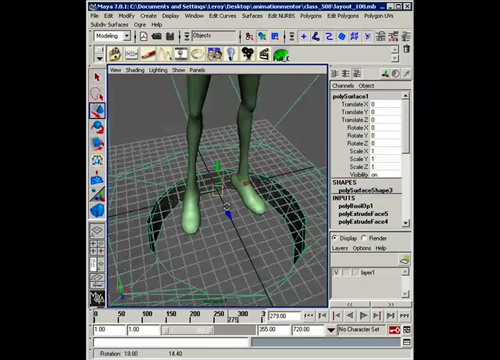 Maya 7.0.1: C:\Documents and Settings\Leroy\Desktop\animationmentor\class_500\layout_100.mb
File Edit Modify Create Display Window Edit Curves Surfaces Edit NURBS Polygons Edit Polygons Polygon UVs
Subdiv Surfaces Help
Modeling Objects
View Shading Lighting Show Panels
Channels Object
polySurface1
Translate X 0
Translate Y 0
Translate Z 0
Rotate X 0
Rotate Y 0
Rotate Z 0
Scale X 1
Scale Y 1
Scale Z 1
Visibility on
SHAPES
polySurfaceShape3
INPUTS
polyBoolOp1
polyExtrudeFace5
polyExtrudeFace4
Display Render
Layers Options
V layer1
50 100 150 200 250 300 350 279.00
275
1.00 1.00 355.00 720.00 No Character Set
Rotation: 18.00 14.40